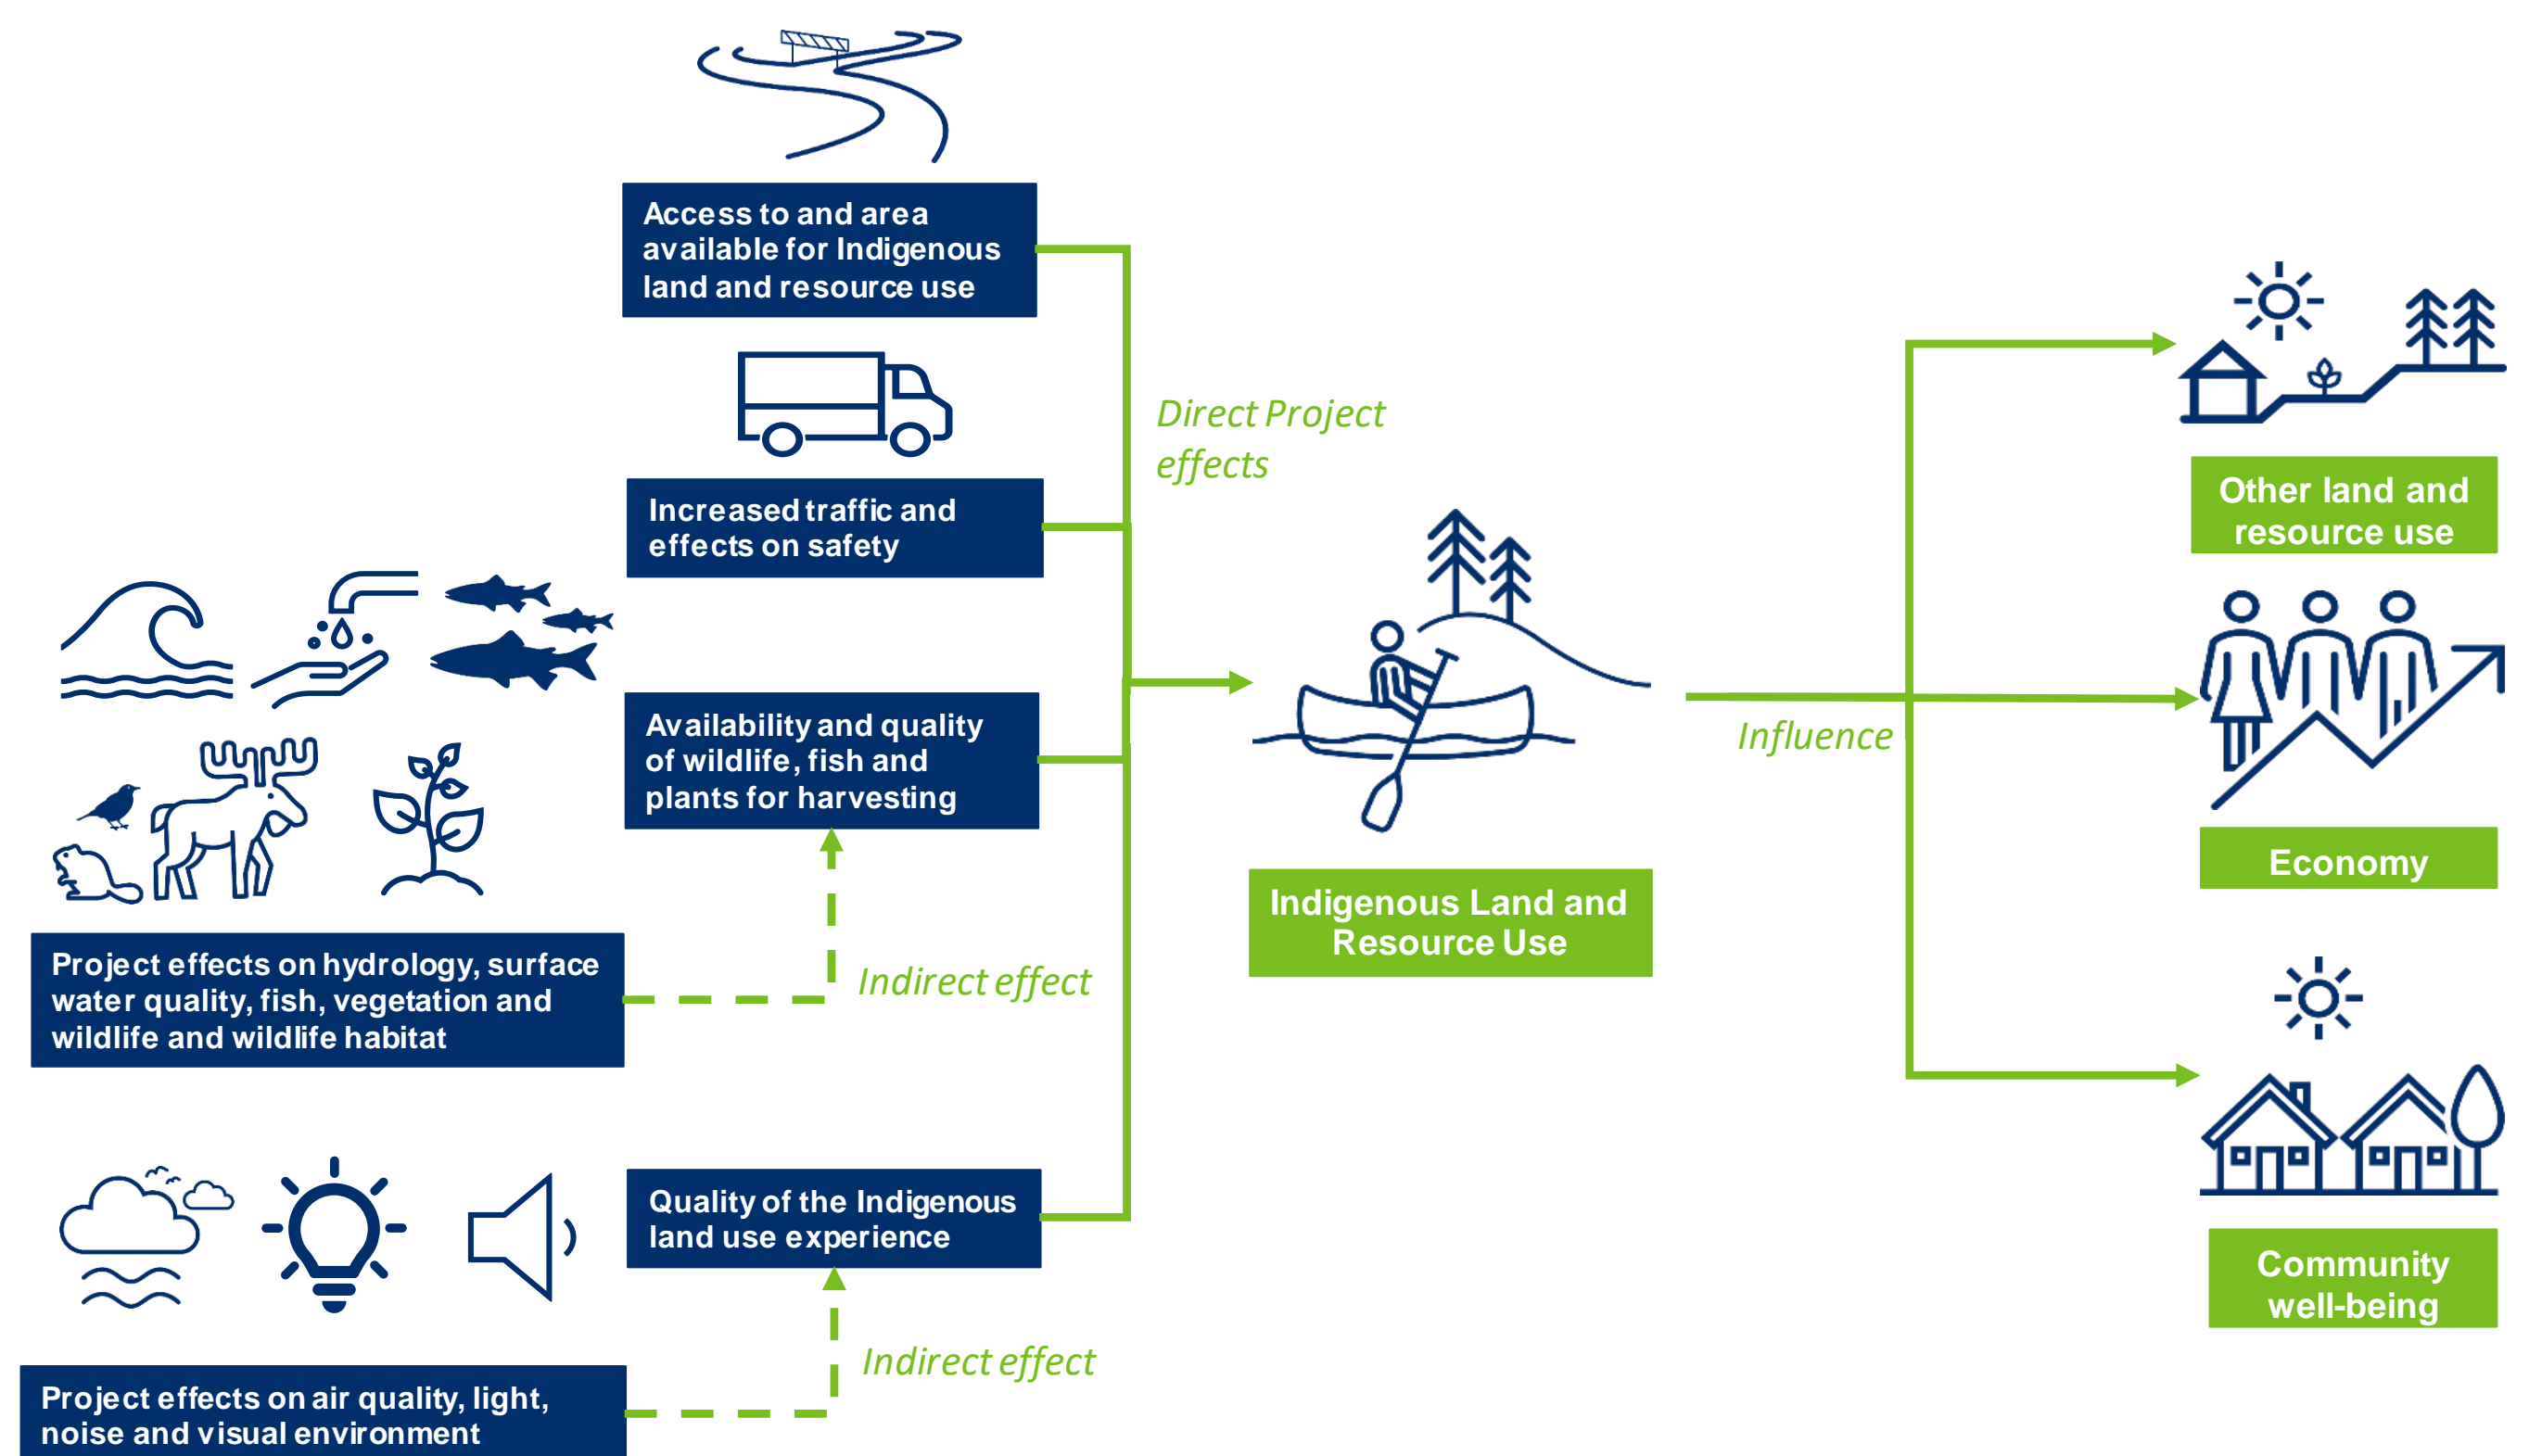 Access to and area
available for Indigenous
land and resource use
Direct Project
effects
Increased traffic and
effects on safety
Other land and
resource use
Availability and quality
of wildlife, fish and
plants for harvesting
Influence
Economy
Indigenous Land and
Resource Use
Project effects on hydrology, surface
water quality, fish, vegetation and
wildlife and wildlife habitat
Indirect effect
Quality of the Indigenous
land use experience
Community
well-being
Indirect effect
Project effects on air quality, light,
noise and visual environment